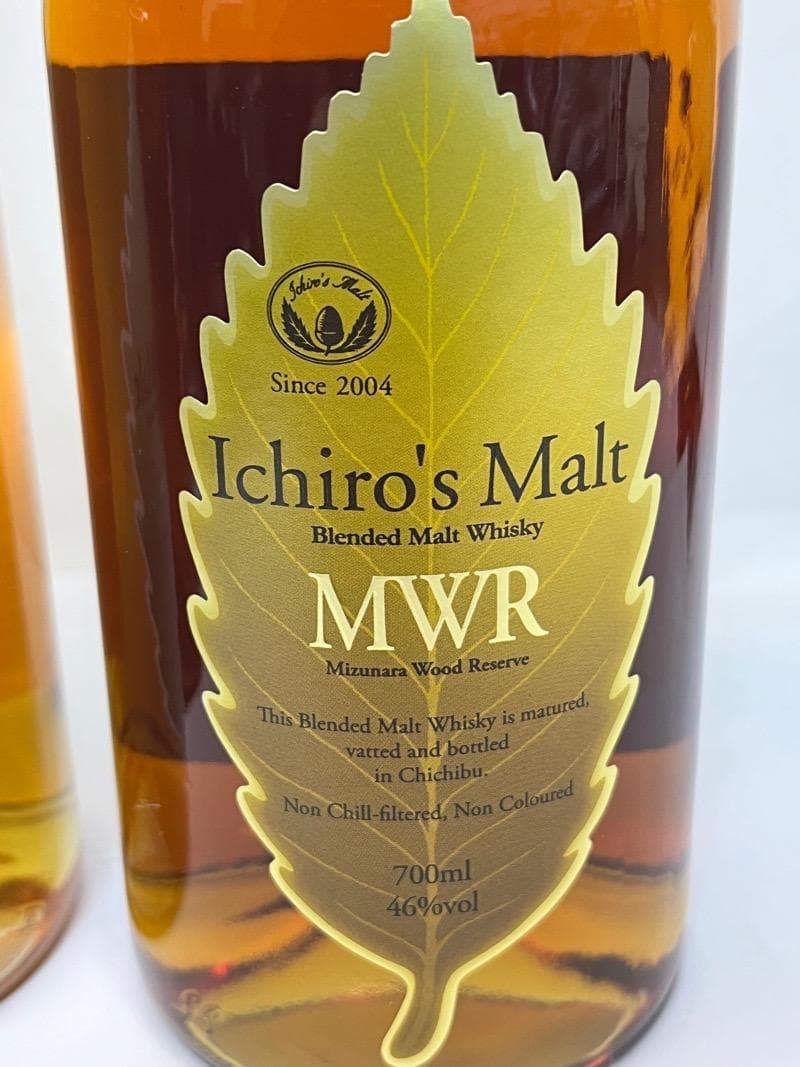 Ichiro's Malt
Since 2004
Ichiro's Malt
Blended Malt Whisky
MWR
Mizunara Wood Reserve
This Blended Malt Whisky is matured,
vatted and bottled
in Chichibu.
Non Chill-filtered, Non Coloured
700ml
46%vol